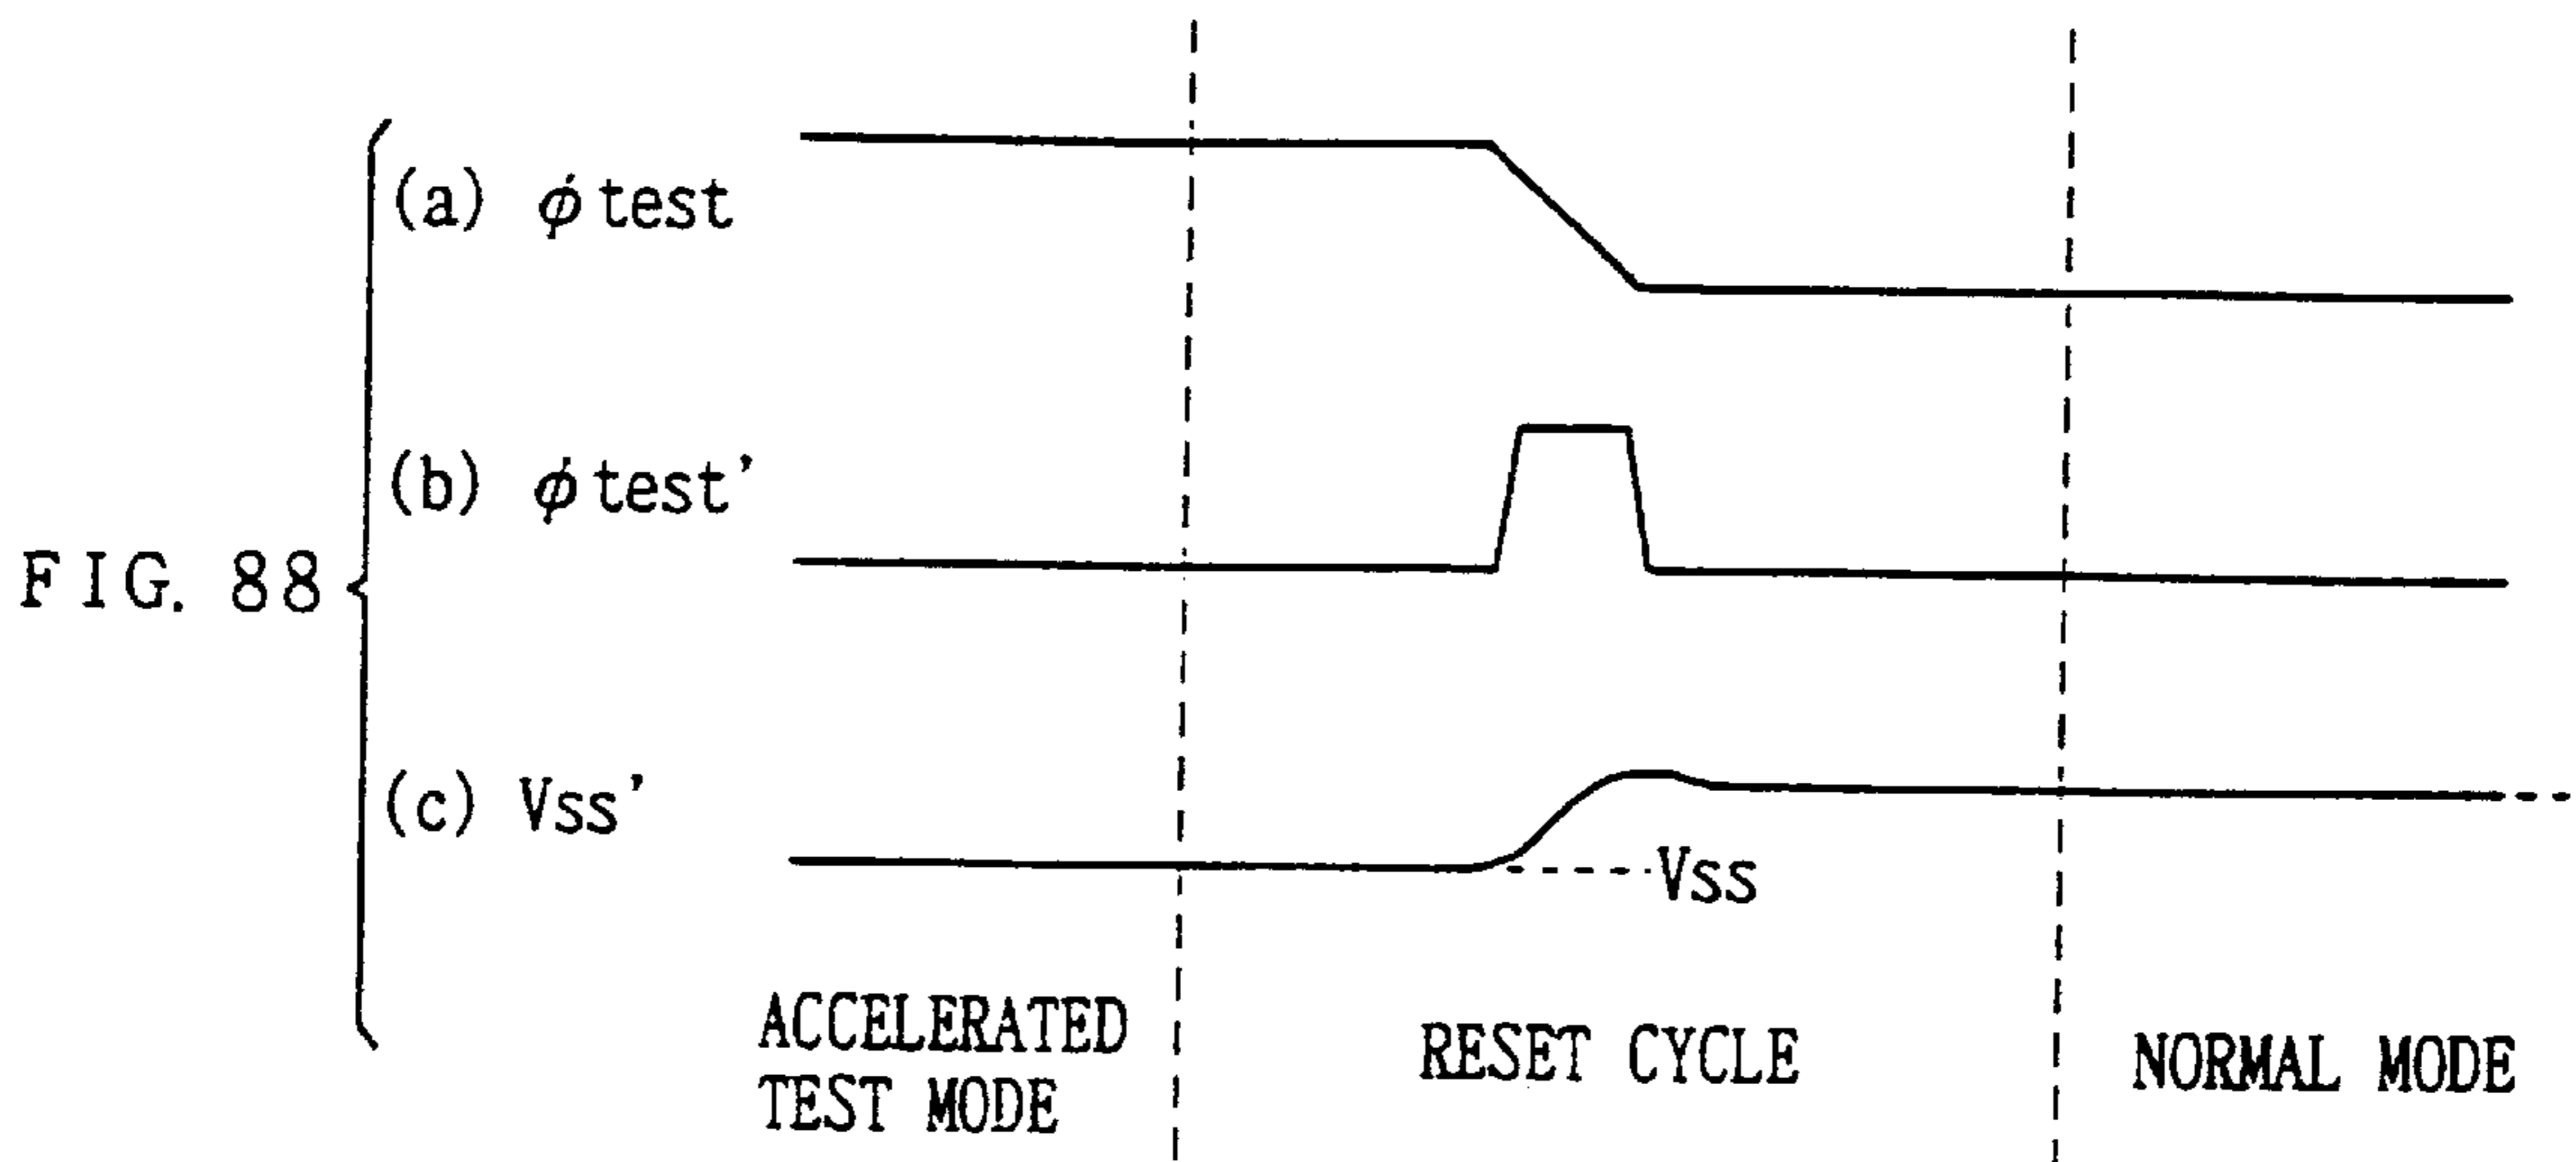 FIG. 88
(a) φtest
(b) φtest'
(c) Vss'
Vss
ACCELERATED
TEST MODE
RESET CYCLE
NORMAL MODE